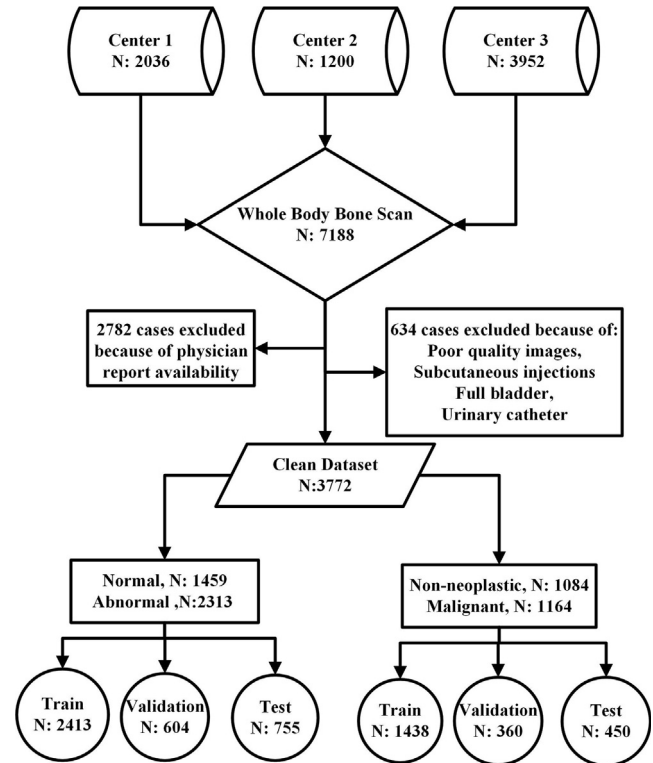 Center 1
N: 2036
Center 2
N: 1200
Center 3
N: 3952
Whole Body Bone Scan
N: 7188
2782 cases excluded
because of physician
report availability
634 cases excluded because of:
Poor quality images,
Subcutaneous injections
Full bladder,
Urinary catheter
Clean Dataset
N:3772
Normal, N: 1459
Abnormal ,N:2313
Non-neoplastic, N: 1084
Malignant, N: 1164
Train
N: 2413
Validation
N: 604
Test
N: 755
Train
N: 1438
Validation
N: 360
Test
N: 450